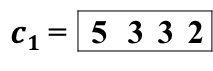 c₁ = 5 3 3 2